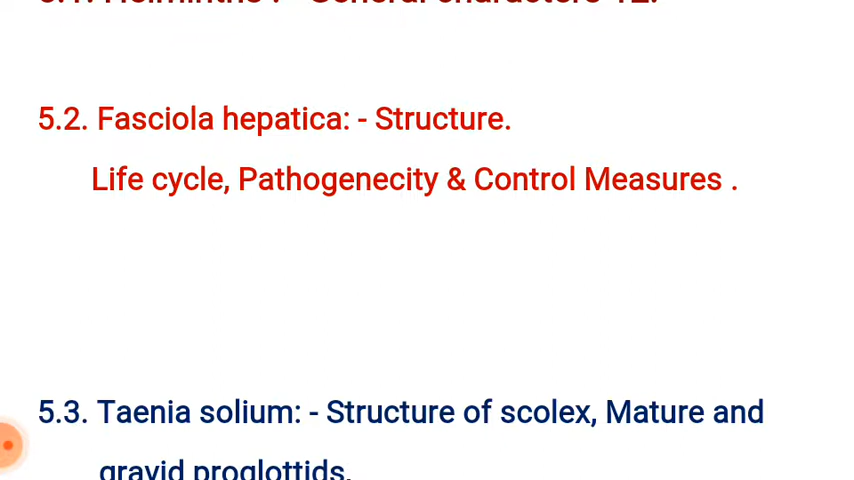 5.2. Fasciola hepatica: - Structure.
Life cycle, Pathogenecity & Control Measures .
5.3. Taenia solium: - Structure of scolex, Mature and
gravid proglottids.